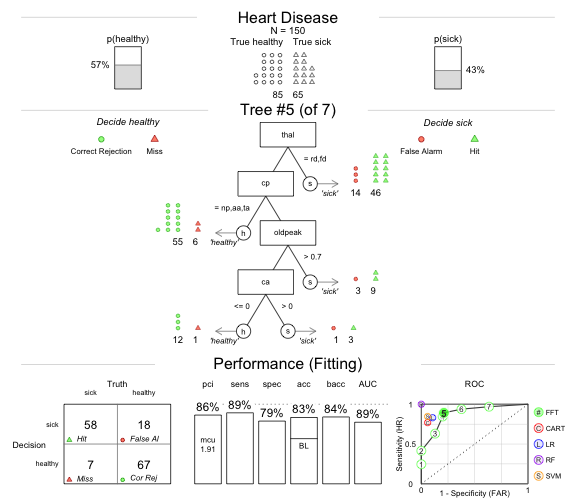 Heart Disease
N = 150
True healthy True sick
p(healthy)
57%
p(sick)
43%
85 65
Tree #5 (of 7)
Decide healthy
Correct Rejection Miss
Decide sick
False Alarm Hit
thal
= rd,fd
cp
s
'sick'
14 46
= np,aa,ta
oldpeak
h
'healthy'
55 6
> 0.7
ca
s
'sick'
3 9
<= 0 > 0
h
'healthy'
s
'sick'
12 1
1 3
Performance (Fitting)
Truth
sick healthy
Decision
sick
58 18
Hit False Al
healthy
7 67
Miss Cor Rej
pci sens spec acc bacc AUC
86% 89% 79% 83% 84% 89%
mcu
1.91
BL
ROC
Sensitivity (HR)
1
0.5
0
0 1
1 - Specificity (FAR)
2
3
5
6
7
# FFT
C CART
L LR
R RF
S SVM